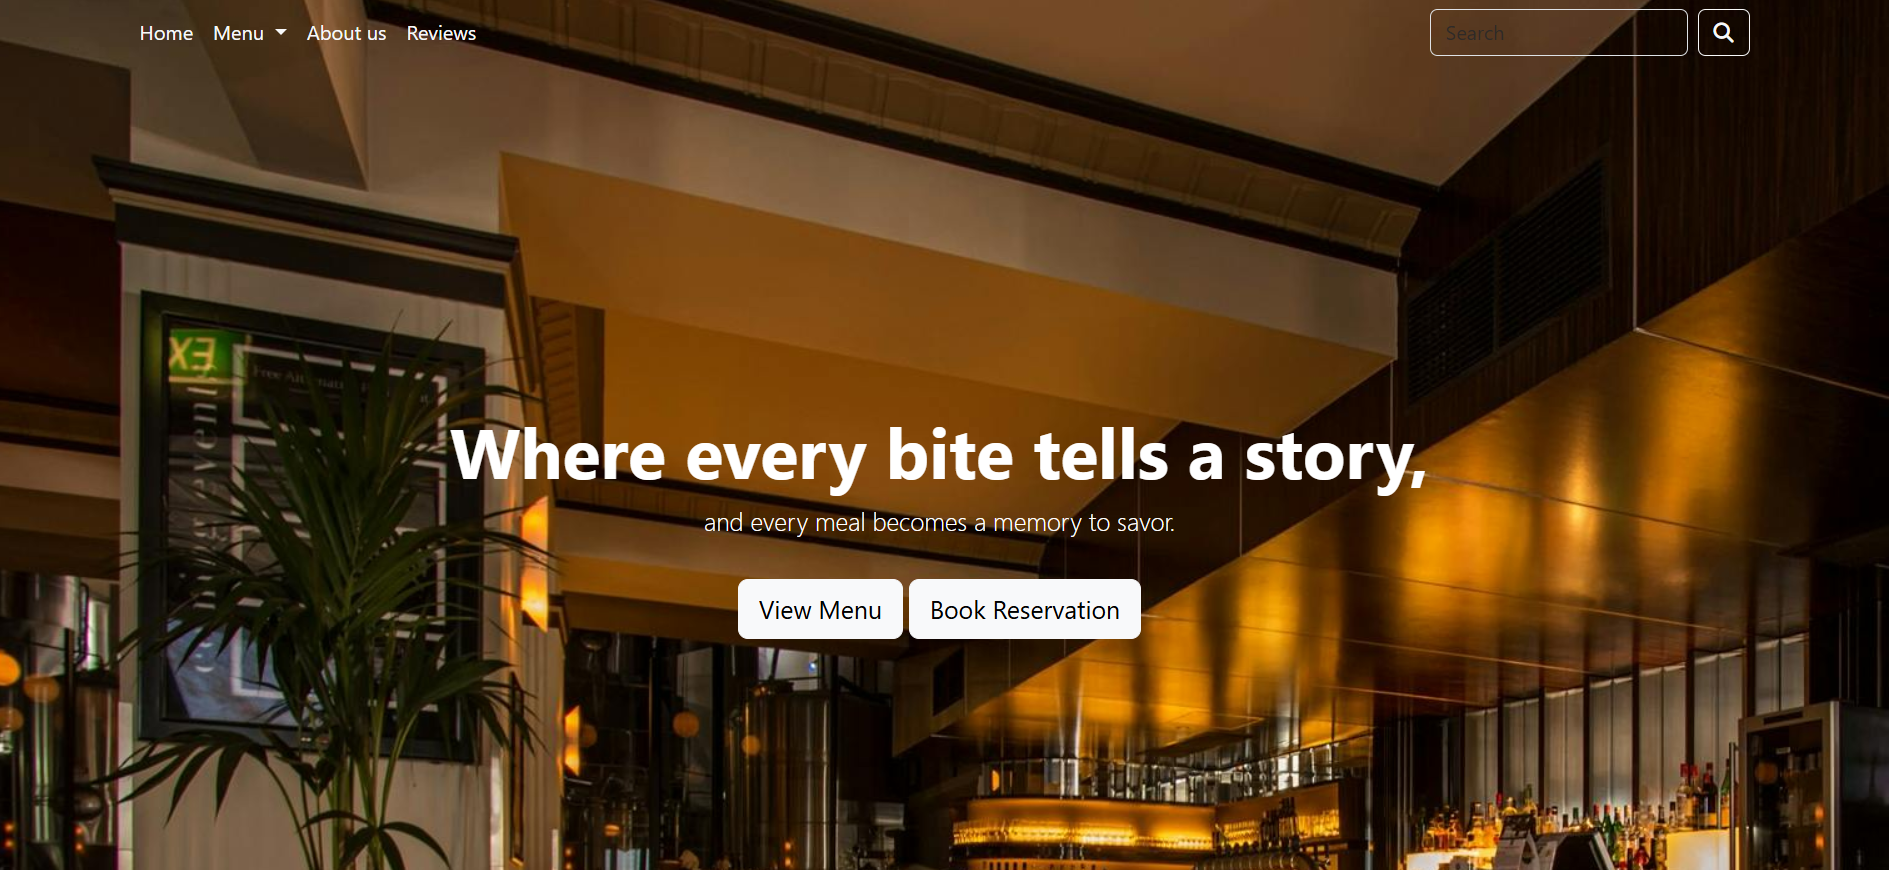 Home Menu About us Reviews Search
EX
Where every bite tells a story,
and every meal becomes a memory to savor.
View Menu Book Reservation